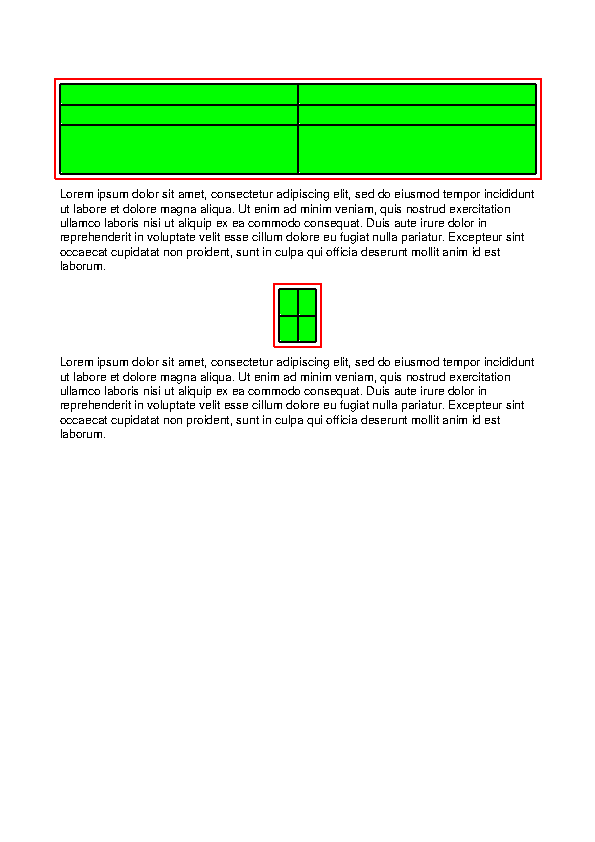 Lorem ipsum dolor sit amet, consectetur adipiscing elit, sed do eiusmod tempor incididunt
ut labore et dolore magna aliqua. Ut enim ad minim veniam, quis nostrud exercitation
ullamco laboris nisi ut aliquip ex ea commodo consequat. Duis aute irure dolor in
reprehenderit in voluptate velit esse cillum dolore eu fugiat nulla pariatur. Excepteur sint
occaecat cupidatat non proident, sunt in culpa qui officia deserunt mollit anim id est
laborum.
Lorem ipsum dolor sit amet, consectetur adipiscing elit, sed do eiusmod tempor incididunt
ut labore et dolore magna aliqua. Ut enim ad minim veniam, quis nostrud exercitation
ullamco laboris nisi ut aliquip ex ea commodo consequat. Duis aute irure dolor in
reprehenderit in voluptate velit esse cillum dolore eu fugiat nulla pariatur. Excepteur sint
occaecat cupidatat non proident, sunt in culpa qui officia deserunt mollit anim id est
laborum.